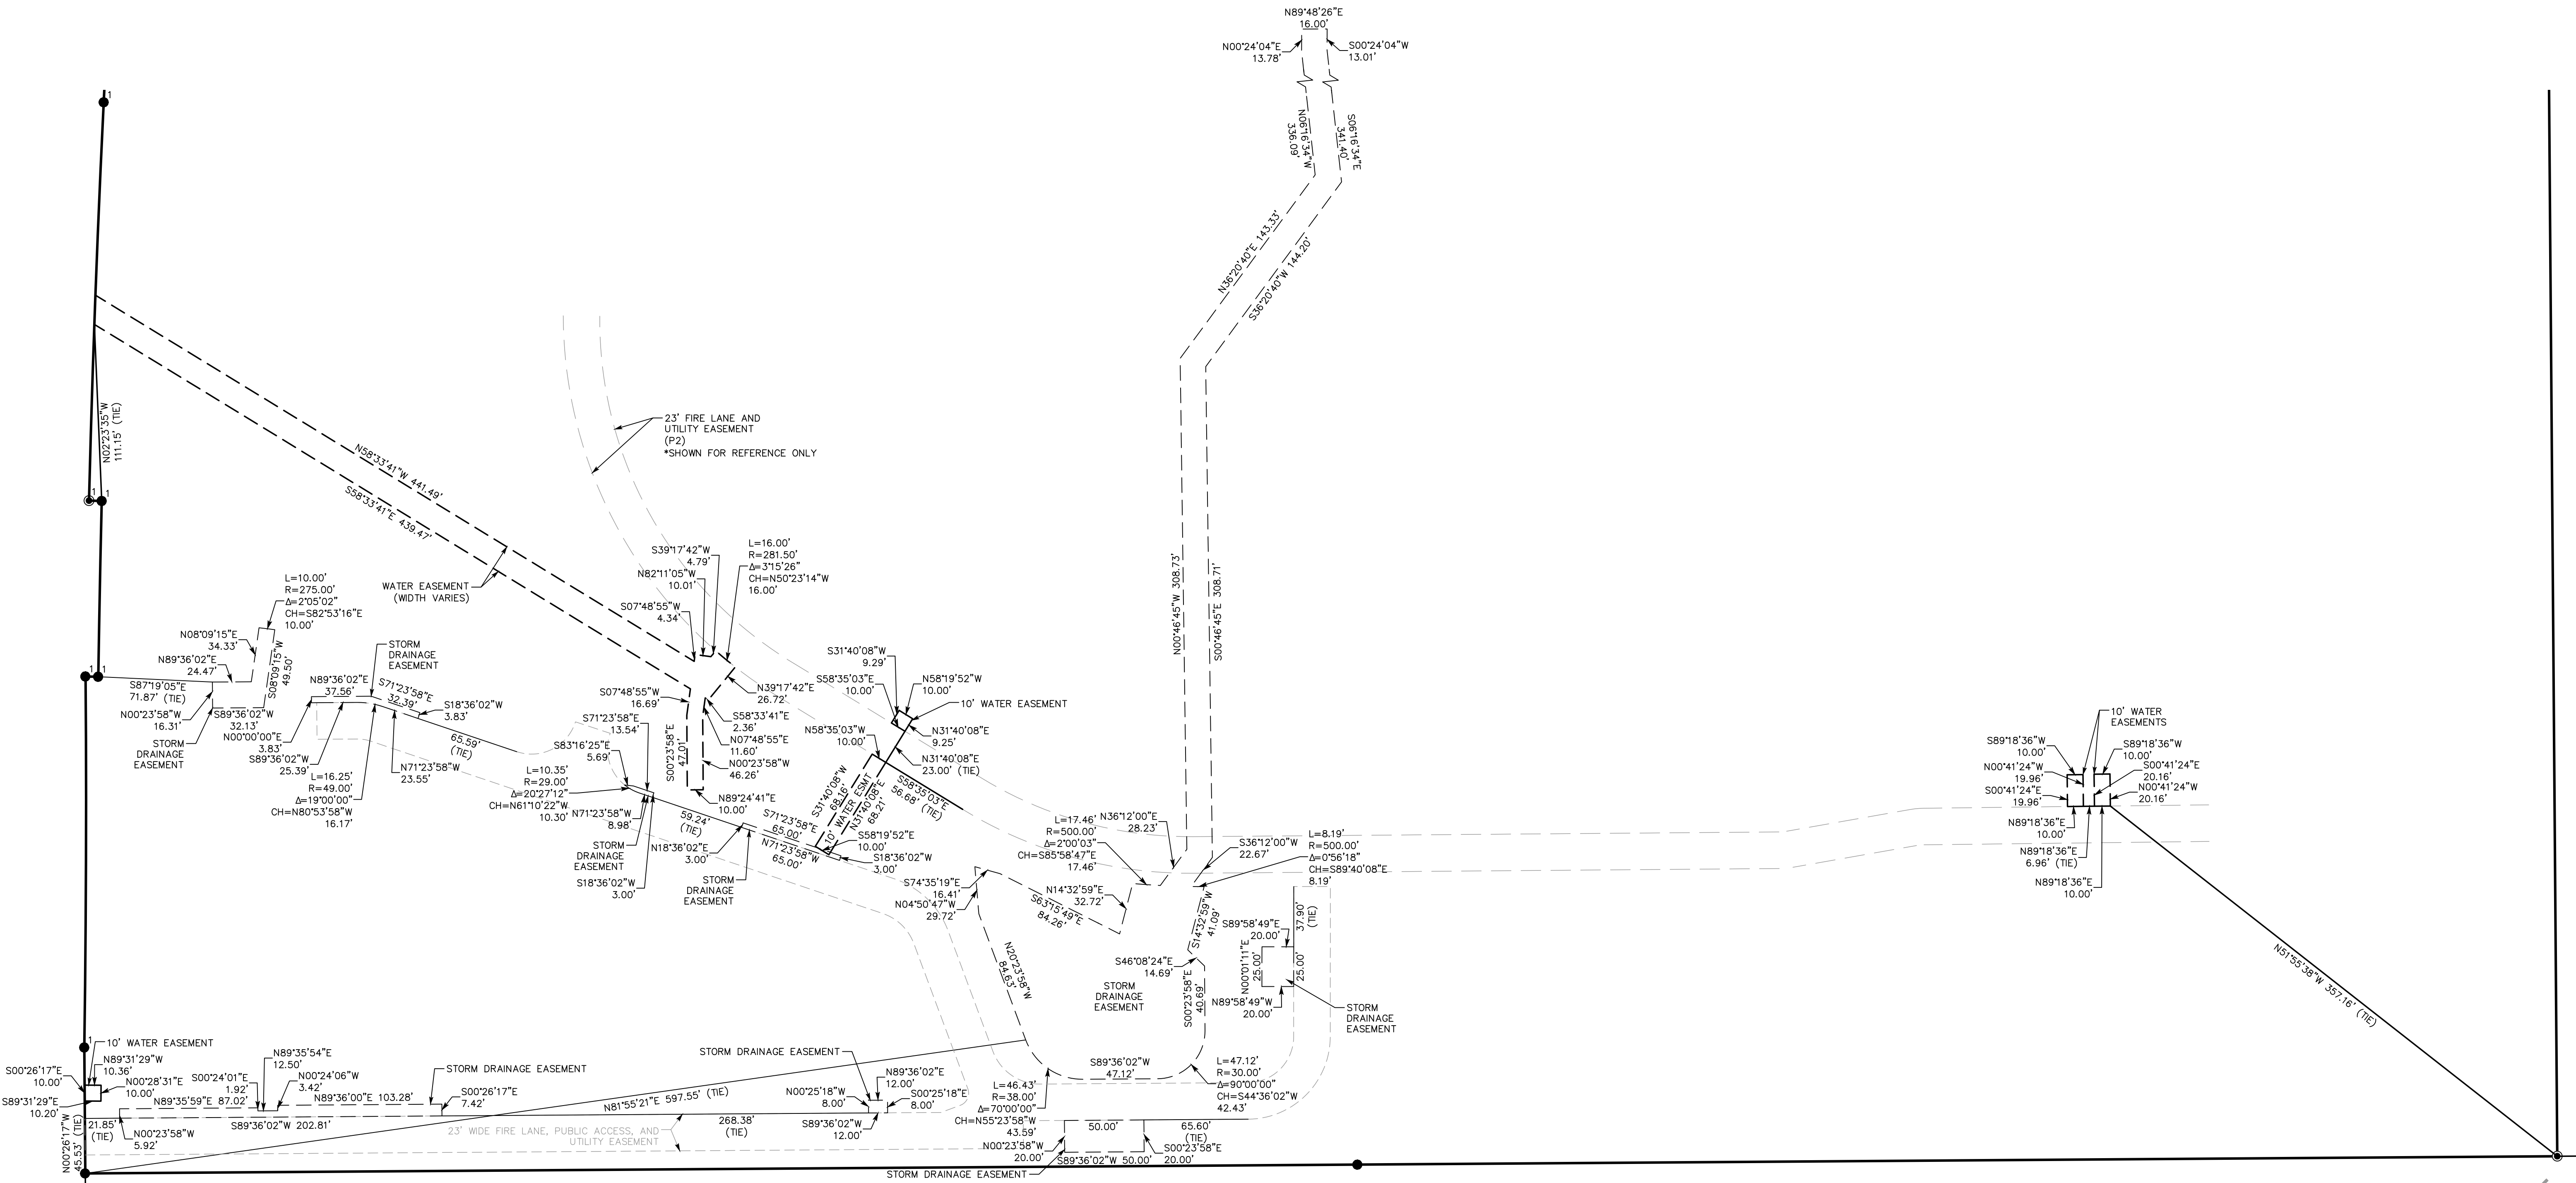 N89°48'26"E
16.00'
N00°24'04"E
13.78'
S00°24'04"W
13.01'
N06°16'34"W
336.09'
S06°16'34"E
341.40'
N36°20'40"E 143.33'
S36°20'40"W 144.20'
N00°46'45"W 308.73'
S00°46'45"E 308.71'
1
1
1
1
1
1
N02°23'35"W
111.15' (TIE)
N58°33'41"W 441.49'
S58°33'41"E 439.47'
23' FIRE LANE AND
UTILITY EASEMENT
(P2)
*SHOWN FOR REFERENCE ONLY
WATER EASEMENT
(WIDTH VARIES)
S39°17'42"W
4.79'
N82°11'05"W
10.01'
S07°48'55"W
4.34'
L=16.00'
R=281.50'
Δ=3°15'26"
CH=N50°23'14"W
16.00'
L=10.00'
R=275.00'
Δ=2°05'02"
CH=S82°53'16"E
10.00'
N08°09'15"E
34.33'
N89°36'02"E
24.47'
S08°09'15"W
49.50'
S87°19'05"E
71.87' (TIE)
N00°23'58"W
16.31'
S89°36'02"W
32.13'
STORM
DRAINAGE
EASEMENT
STORM
DRAINAGE
EASEMENT
N89°36'02"E
37.56'
S71°23'58"E
32.39'
S18°36'02"W
3.83'
N00°00'00"E
3.83'
S89°36'02"W
25.39'
65.59'
(TIE)
N71°23'58"W
23.55'
L=16.25'
R=49.00'
Δ=19°00'00"
CH=N80°53'58"W
16.17'
S07°48'55"W
16.69'
S71°23'58"E
13.54'
S83°16'25"E
5.69'
S00°23'58"E
47.01'
N39°17'42"E
26.72'
S58°33'41"E
2.36'
N07°48'55"E
11.60'
N00°23'58"W
46.26'
N89°24'41"E
10.00'
L=10.35'
R=29.00'
Δ=20°27'12"
CH=N61°10'22"W
10.30'
N71°23'58"W
8.98'
STORM
DRAINAGE
EASEMENT
S18°36'02"W
3.00'
59.24'
(TIE)
N18°36'02"E
3.00'
STORM
DRAINAGE
EASEMENT
S71°23'58"E
65.00'
N71°23'58"W
65.00'
S18°36'02"W
3.00'
S58°19'52"E
10.00'
S31°40'08"W
68.16'
10' WATER ESMT
N31°40'08"E
68.21'
N58°35'03"W
10.00'
S31°40'08"W
9.29'
S58°35'03"E
10.00'
N58°19'52"W
10.00'
10' WATER EASEMENT
N31°40'08"E
9.25'
N31°40'08"E
23.00' (TIE)
S58°35'03"E
56.68' (TIE)
L=17.46'
R=500.00'
Δ=2°00'03"
CH=S85°58'47"E
17.46'
N36°12'00"E
28.23'
S36°12'00"W
22.67'
L=8.19'
R=500.00'
Δ=0°56'18"
CH=S89°40'08"E
8.19'
S74°35'19"E
16.41'
N04°50'47"W
29.72'
S63°15'49"E
84.26'
N14°32'59"E
32.72'
S14°32'59"W
41.09'
S46°08'24"E
14.69'
STORM
DRAINAGE
EASEMENT
S00°23'58"E
40.69'
N20°23'58"W
84.63'
S89°58'49"E
20.00'
37.90'
(TIE)
N00°01'11"E
25.00'
25.00'
N89°58'49"W
20.00'
STORM
DRAINAGE
EASEMENT
S89°36'02"W
47.12'
L=47.12'
R=30.00'
Δ=90°00'00"
CH=S44°36'02"W
42.43'
L=46.43'
R=38.00'
Δ=70°00'00"
CH=N55°23'58"W
43.59'
10' WATER
EASEMENTS
S89°18'36"W
10.00'
S89°18'36"W
10.00'
N00°41'24"W
19.96'
S00°41'24"E
20.16'
S00°41'24"E
19.96'
N00°41'24"W
20.16'
N89°18'36"E
10.00'
N89°18'36"E
6.96' (TIE)
N89°18'36"E
10.00'
N51°55'38"W 357.16' (TIE)
10' WATER EASEMENT
N89°31'29"W
10.36'
S00°26'17"E
10.00'
N00°28'31"E
10.00'
S89°31'29"E
10.20'
S00°24'01"E
1.92'
N89°35'59"E 87.02'
N89°35'54"E
12.50'
N00°24'06"W
3.42'
N89°36'00"E 103.28'
STORM DRAINAGE EASEMENT
S00°26'17"E
7.42'
N00°26'17"W
45.53' (TIE)
21.85'
(TIE)
N00°23'58"W
5.92'
S89°36'02"W 202.81'
23' WIDE FIRE LANE, PUBLIC ACCESS, AND
UTILITY EASEMENT
N81°55'21"E 597.55' (TIE)
STORM DRAINAGE EASEMENT
N00°25'18"W
8.00'
N89°36'02"E
12.00'
S00°25'18"E
8.00'
S89°36'02"W
12.00'
268.38'
(TIE)
N00°23'58"W
20.00'
50.00'
S89°36'02"W 50.00'
S00°23'58"E
20.00'
65.60'
(TIE)
STORM DRAINAGE EASEMENT